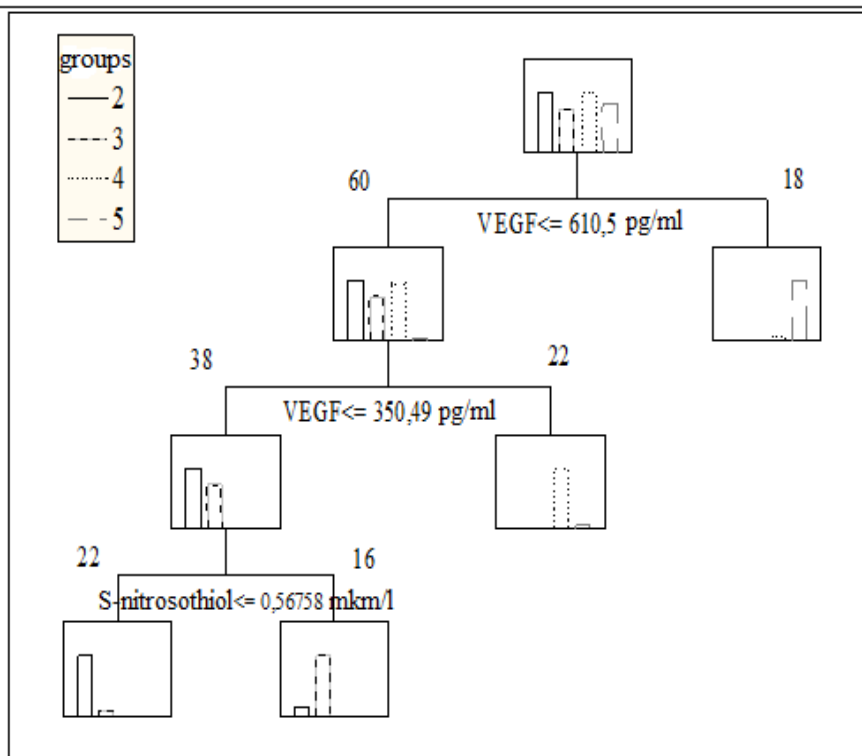 groups
2
3
4
5
60
18
VEGF<= 610,5 pg/ml
38
22
VEGF<= 350,49 pg/ml
22
16
S-nitrosothiol<= 0,56758 mkm/l